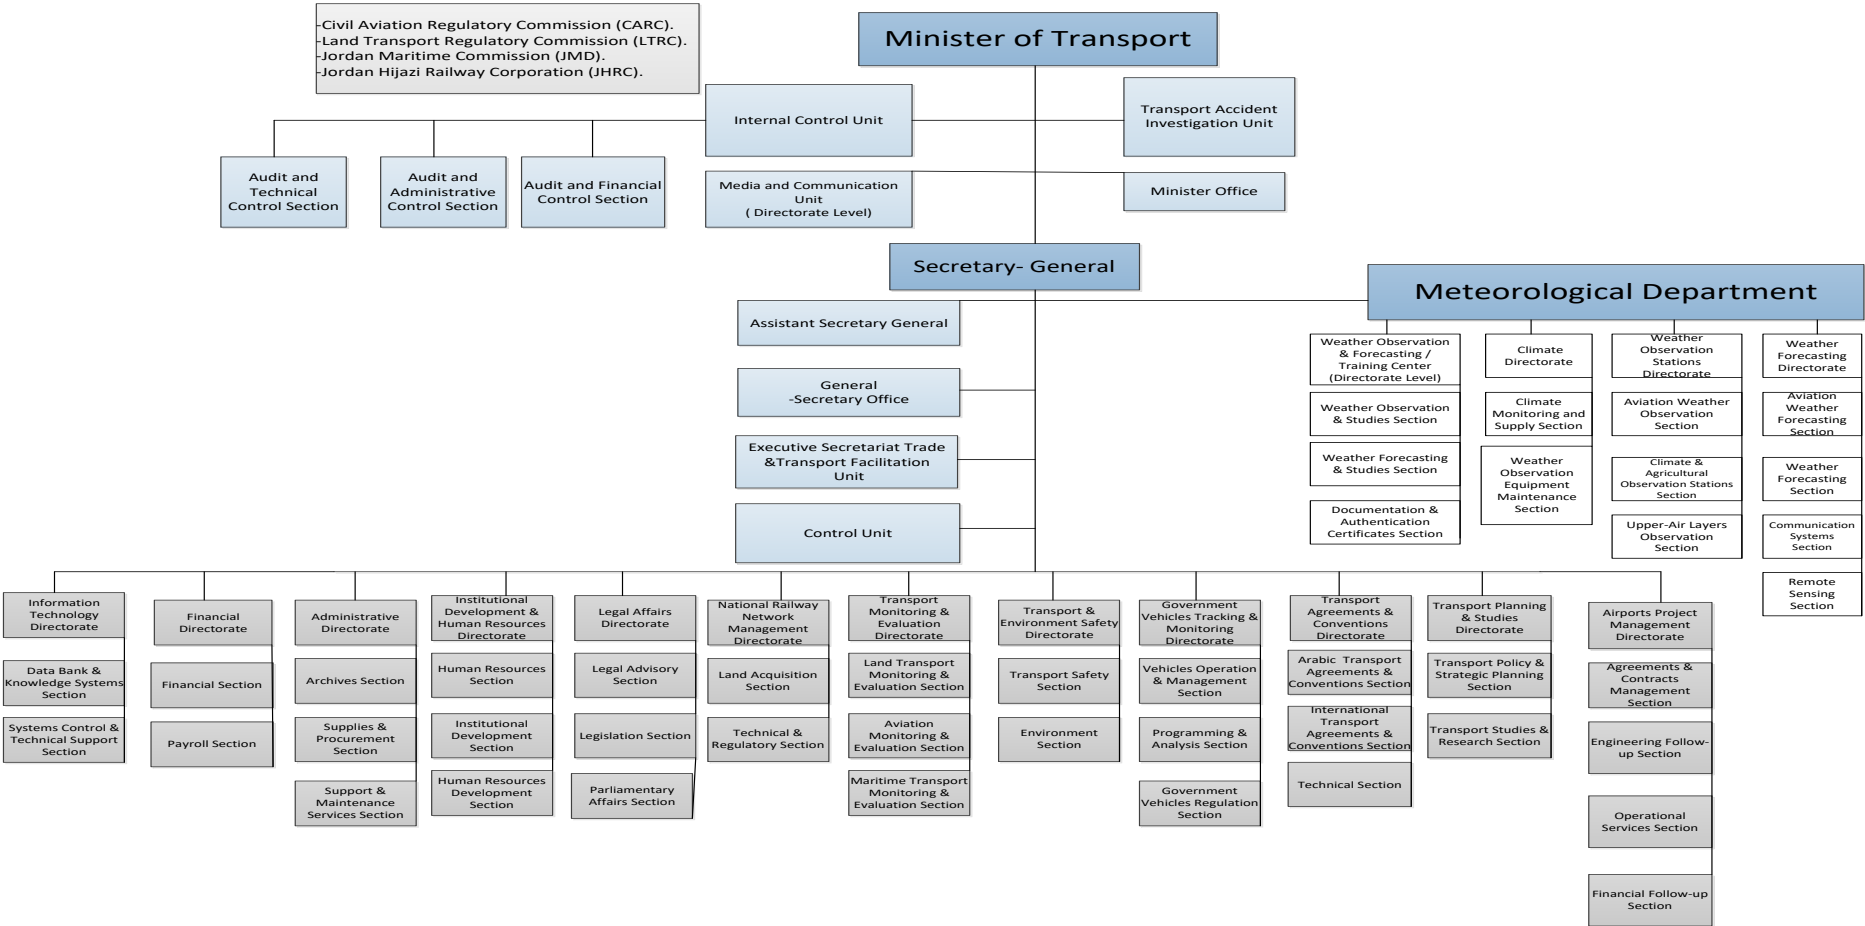 -Civil Aviation Regulatory Commission (CARC).
-Land Transport Regulatory Commission (LTRC).
-Jordan Maritime Commission (JMD).
-Jordan Hijazi Railway Corporation (JHRC).
Minister of Transport
Internal Control Unit
Transport Accident
Investigation Unit
Audit and
Technical
Control Section
Audit and
Administrative
Control Section
Audit and Financial
Control Section
Media and Communication
Unit
( Directorate Level)
Minister Office
Secretary- General
Meteorological Department
Assistant Secretary General
General
-Secretary Office
Executive Secretariat Trade
&Transport Facilitation
Unit
Control Unit
Weather Observation
& Forecasting /
Training Center
(Directorate Level)
Weather Observation
& Studies Section
Weather Forecasting
& Studies Section
Documentation &
Authentication
Certificates Section
Climate
Directorate
Climate
Monitoring and
Supply Section
Weather
Observation
Equipment
Maintenance
Section
Weather
Observation
Stations
Directorate
Aviation Weather
Observation
Section
Climate &
Agricultural
Observation Stations
Section
Upper-Air Layers
Observation
Section
Weather
Forecasting
Directorate
Aviation
Weather
Forecasting
Section
Weather
Forecasting
Section
Communication
Systems
Section
Remote
Sensing
Section
Information
Technology
Directorate
Data Bank &
Knowledge Systems
Section
Systems Control &
Technical Support
Section
Financial
Directorate
Financial Section
Payroll Section
Administrative
Directorate
Archives Section
Supplies &
Procurement
Section
Support &
Maintenance
Services Section
Institutional
Development &
Human Resources
Directorate
Human Resources
Section
Institutional
Development
Section
Human Resources
Development
Section
Legal Affairs
Directorate
Legal Advisory
Section
Legislation Section
Parliamentary
Affairs Section
National Railway
Network
Management
Directorate
Land Acquisition
Section
Technical &
Regulatory Section
Transport
Monitoring &
Evaluation
Directorate
Land Transport
Monitoring &
Evaluation Section
Aviation
Monitoring &
Evaluation Section
Maritime Transport
Monitoring &
Evaluation Section
Transport &
Environment Safety
Directorate
Transport Safety
Section
Environment
Section
Government
Vehicles Tracking &
Monitoring
Directorate
Vehicles Operation
& Management
Section
Programming &
Analysis Section
Government
Vehicles Regulation
Section
Transport
Agreements &
Conventions
Directorate
Arabic Transport
Agreements &
Conventions Section
International
Transport
Agreements &
Conventions Section
Technical Section
Transport Planning
& Studies
Directorate
Transport Policy &
Strategic Planning
Section
Transport Studies &
Research Section
Airports Project
Management
Directorate
Agreements &
Contracts
Management
Section
Engineering Follow-
up Section
Operational
Services Section
Financial Follow-up
Section